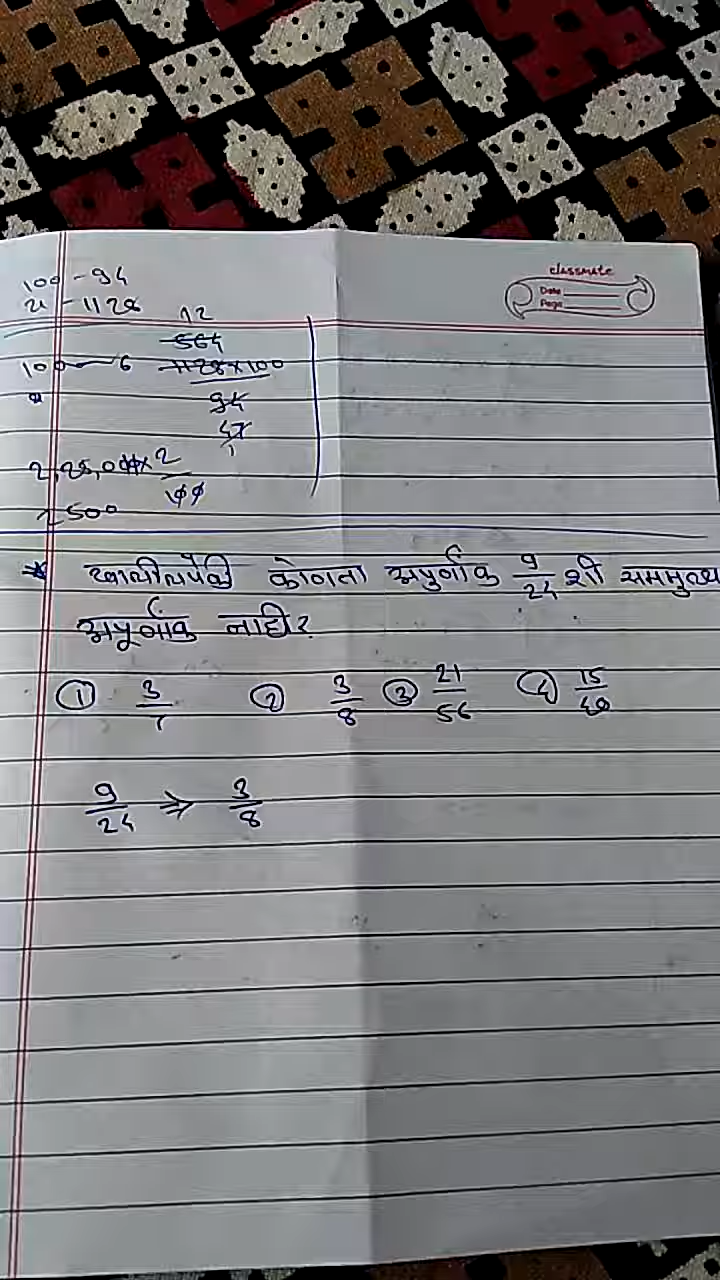 classmate
Date
Page
100 - 94
21 - 1128
12
564
100 — 6 1128×100
94
47
1
2,25,000×2
100
2500
* खालीलपैकी कोणता अपुर्णांक 9/24 शी सममुल्य
अपूर्णांक नाही?
① 3/7 ② 3/8 ③ 21/56 ④ 15/40
9/24 ⇒ 3/8